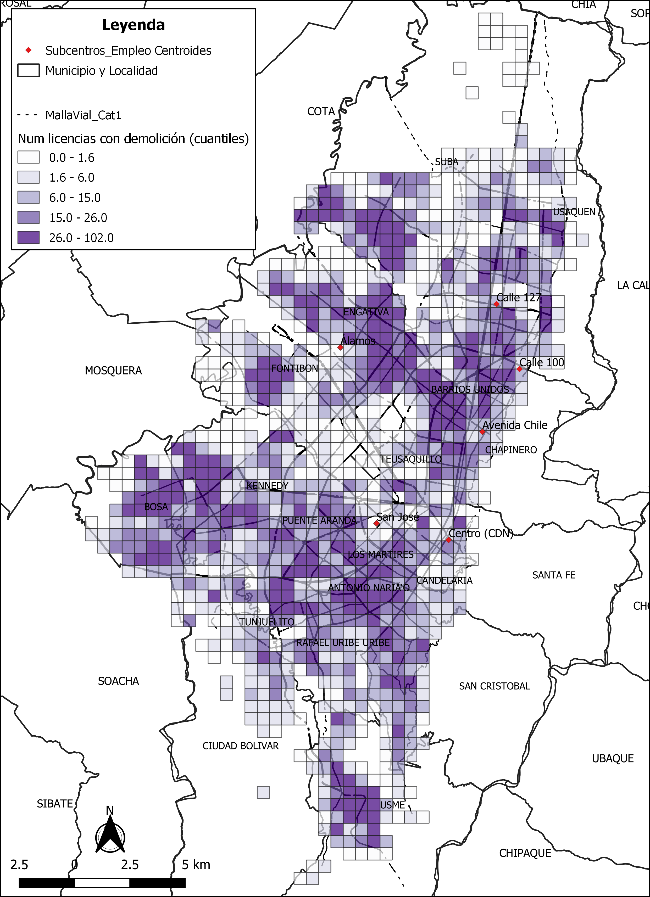 ROSAL
CHIA
SOP
Leyenda
Subcentros_Empleo Centroides
Municipio y Localidad
MallaVial_Cat1
Num licencias con demolición (cuantiles)
0.0 - 1.6
1.6 - 6.0
6.0 - 15.0
15.0 - 26.0
26.0 - 102.0
COTA
SUBA
USAQUEN
LA CAL
Calle 127
ENGATIVA
Alamos
Calle 100
MOSQUERA
FONTIBON
BARRIOS UNIDOS
Avenida Chile
CHAPINERO
TEUSAQUILLO
KENNEDY
BOSA
PUENTE ARANDA
San Jose
Centro (CDN)
LOS MARTIRES
SANTA FE
CANDELARIA
ANTONIO NARIA'O
CHO
TUNJUELITO
RAFAEL URIBE URIBE
SOACHA
SAN CRISTOBAL
CIUDAD BOLIVAR
UBAQUE
SIBATE
USME
N
CHIPAQUE
2.5 0 2.5 5 km